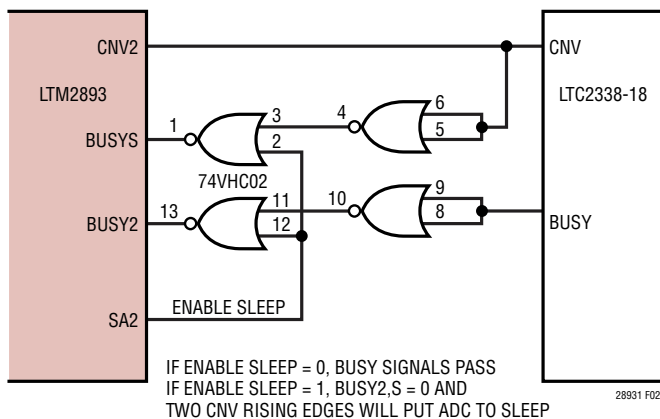 CNV2
CNV
LTM2893
LTC2338-18
1
3
4
6
BUSYS
2
5
74VHC02
11
10
9
BUSY2
13
12
8
BUSY
SA2
ENABLE SLEEP
IF ENABLE SLEEP = 0, BUSY SIGNALS PASS
IF ENABLE SLEEP = 1, BUSY2,S = 0 AND
TWO CNV RISING EDGES WILL PUT ADC TO SLEEP
28931 F02